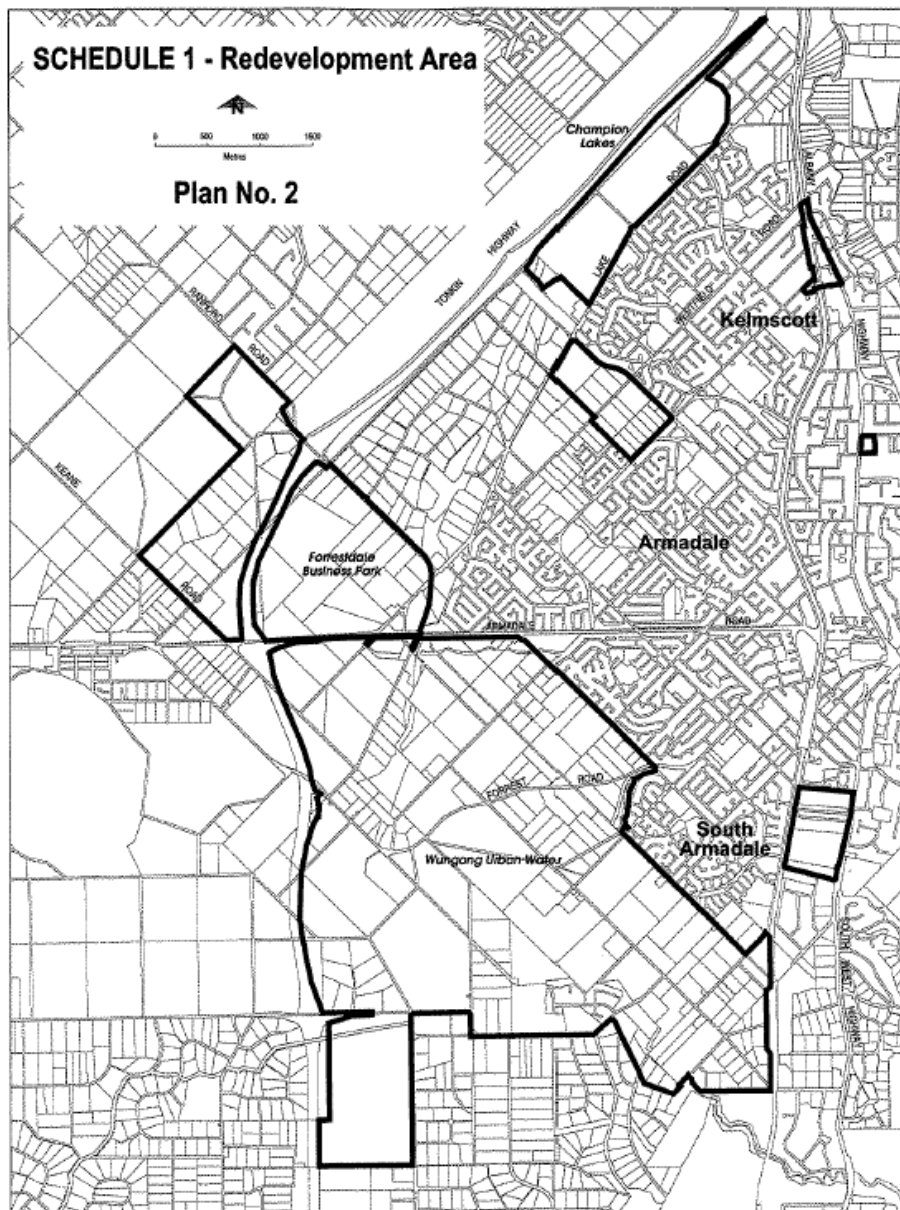 SCHEDULE 1 - Redevelopment Area
N
0 500 1000 1500
Metres
Plan No. 2
Champion
Lakes
ROAD
ALBANY
ROAD
HIGHWAY
TONKIN
LAKE
WESTFIELD
Kelmscott
HIGHWAY
RANFORD
ROAD
KEANE
Armadale
Forrestdale
Business Park
ROAD
ARMADALE
ROAD
FORREST
ROAD
South
Armadale
Wungong Urban Water
SOUTH
WEST
HIGHWAY